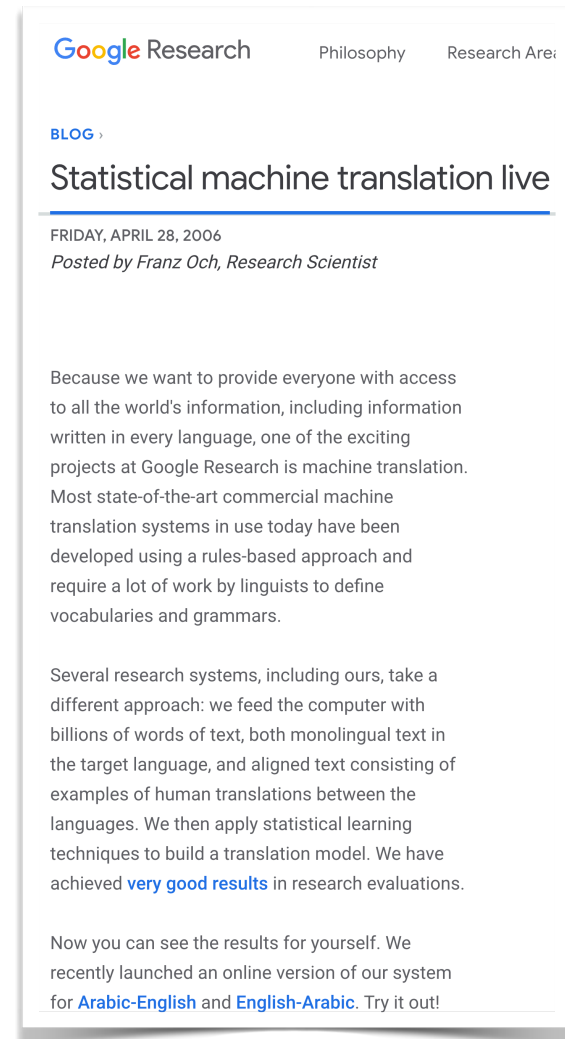 Google Research
Philosophy
Research Area
BLOG ›
Statistical machine translation live
FRIDAY, APRIL 28, 2006
Posted by Franz Och, Research Scientist
Because we want to provide everyone with access
to all the world's information, including information
written in every language, one of the exciting
projects at Google Research is machine translation.
Most state-of-the-art commercial machine
translation systems in use today have been
developed using a rules-based approach and
require a lot of work by linguists to define
vocabularies and grammars.
Several research systems, including ours, take a
different approach: we feed the computer with
billions of words of text, both monolingual text in
the target language, and aligned text consisting of
examples of human translations between the
languages. We then apply statistical learning
techniques to build a translation model. We have
achieved very good results in research evaluations.
Now you can see the results for yourself. We
recently launched an online version of our system
for Arabic-English and English-Arabic. Try it out!